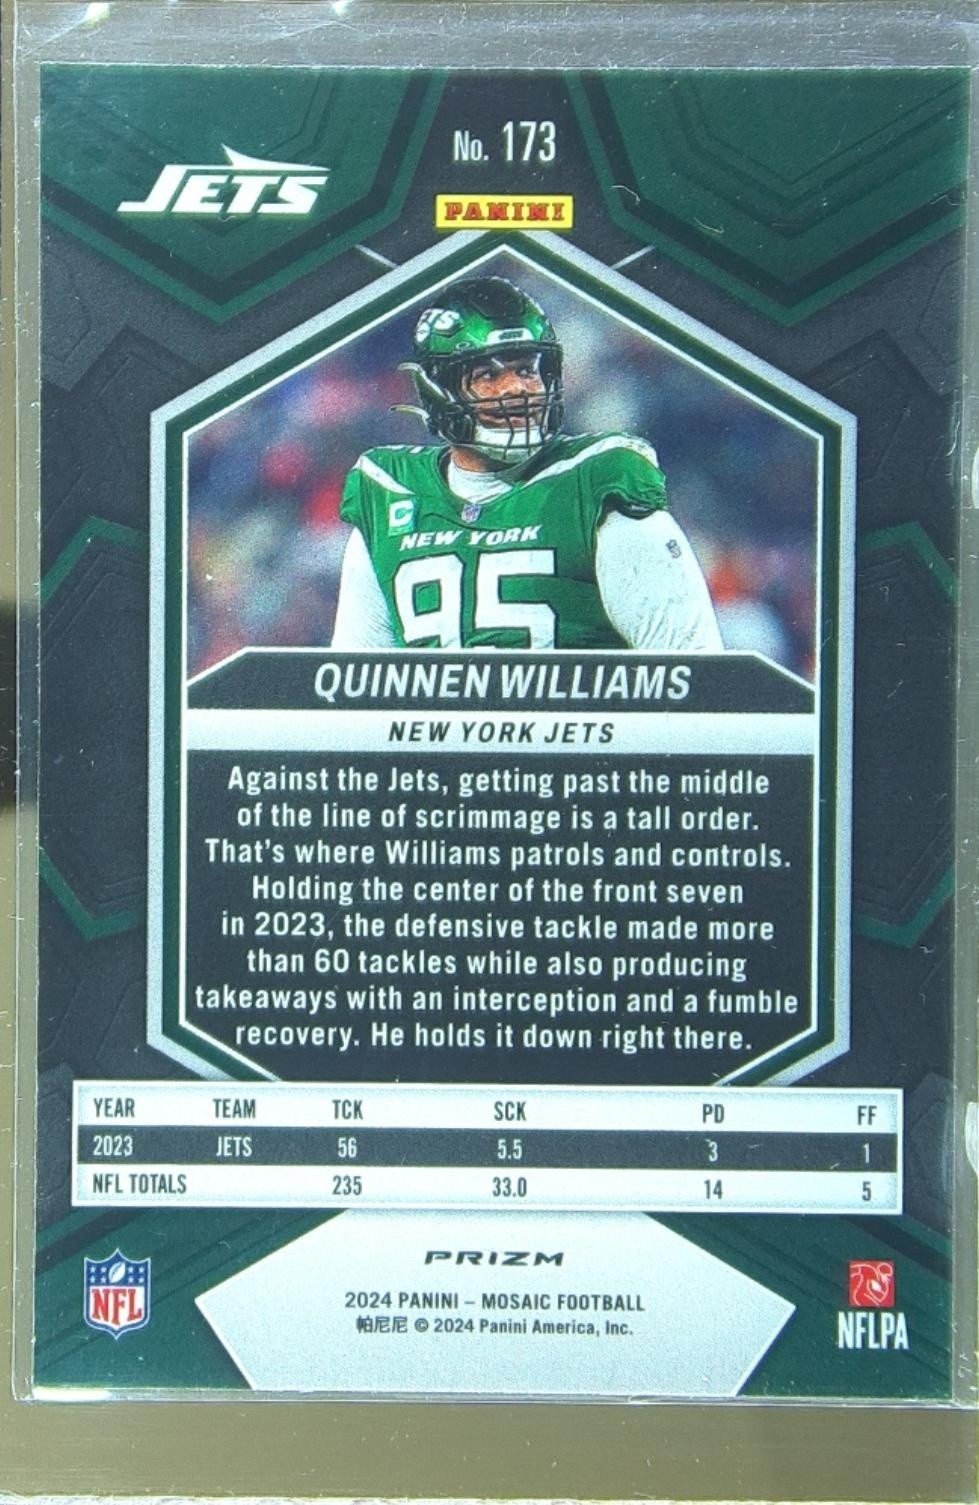 JETS
No. 173
PANINI
JETS
C
NEW YORK
95
QUINNEN WILLIAMS
NEW YORK JETS
Against the Jets, getting past the middle
of the line of scrimmage is a tall order.
That's where Williams patrols and controls.
Holding the center of the front seven
in 2023, the defensive tackle made more
than 60 tackles while also producing
takeaways with an interception and a fumble
recovery. He holds it down right there.
YEAR TEAM TCK SCK PD FF
2023 JETS 56 5.5 3 1
NFL TOTALS 235 33.0 14 5
PRIZM
2024 PANINI – MOSAIC FOOTBALL
帕尼尼 © 2024 Panini America, Inc.
NFL
NFLPA